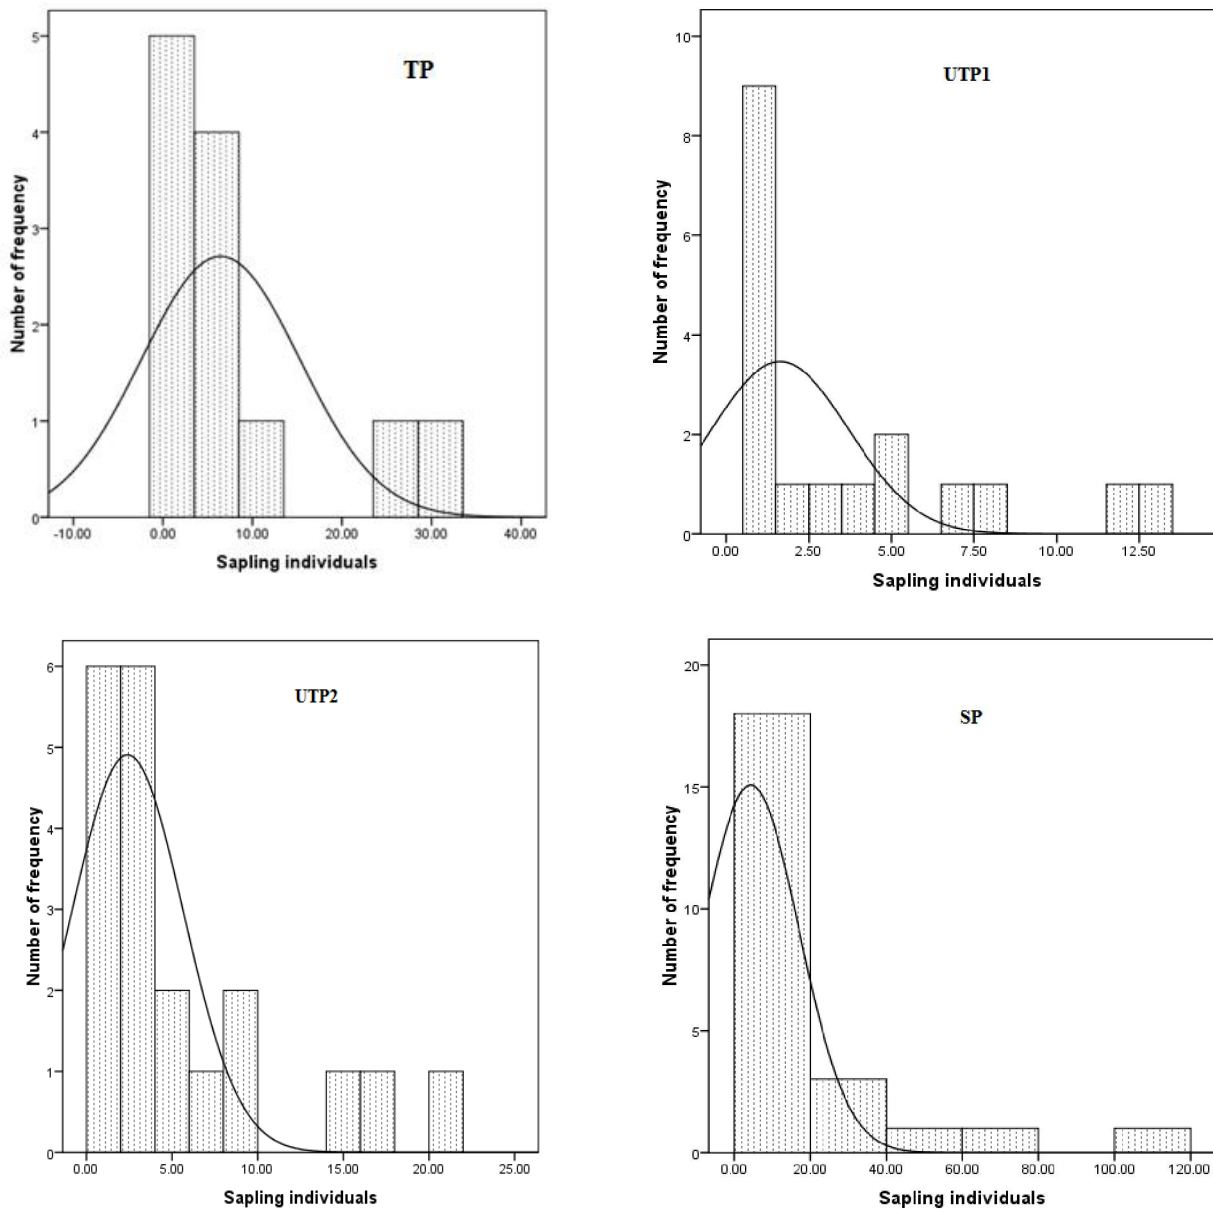 TP
Number of frequency
5
4
3
2
1
0
-10.00 0.00 10.00 20.00 30.00 40.00
Sapling individuals
UTP1
Number of frequency
10
8
6
4
2
0
0.00 2.50 5.00 7.50 10.00 12.50
Sapling individuals
UTP2
Number of frequency
6
5
4
3
2
1
0
0.00 5.00 10.00 15.00 20.00 25.00
Sapling individuals
SP
Number of frequency
20
15
10
5
0
0.00 20.00 40.00 60.00 80.00 100.00 120.00
Sapling individuals